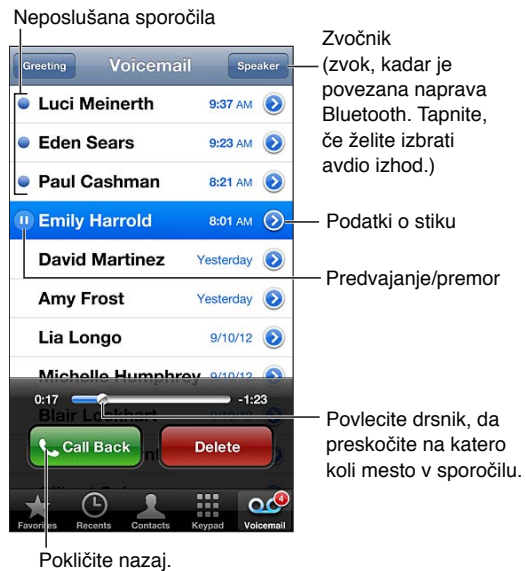 Neposlušana sporočila
Zvočnik
(zvok, kadar je
povezana naprava
Bluetooth. Tapnite,
če želite izbrati
avdio izhod.)
Greeting
Voicemail
Speaker
Luci Meinerth 9:37 AM
Eden Sears 9:23 AM
Paul Cashman 8:21 AM
Emily Harrold 8:01 AM
Podatki o stiku
David Martinez Yesterday
Predvajanje/premor
Amy Frost Yesterday
Lia Longo 9/10/12
Michelle Humphrey 9/10/12
0:17 -1:23
Blair Lockhart
Povlecite drsnik, da
preskočite na katero
koli mesto v sporočilu.
Call Back
Delete
4
Favorites Recents Contacts Keypad Voicemail
Pokličite nazaj.